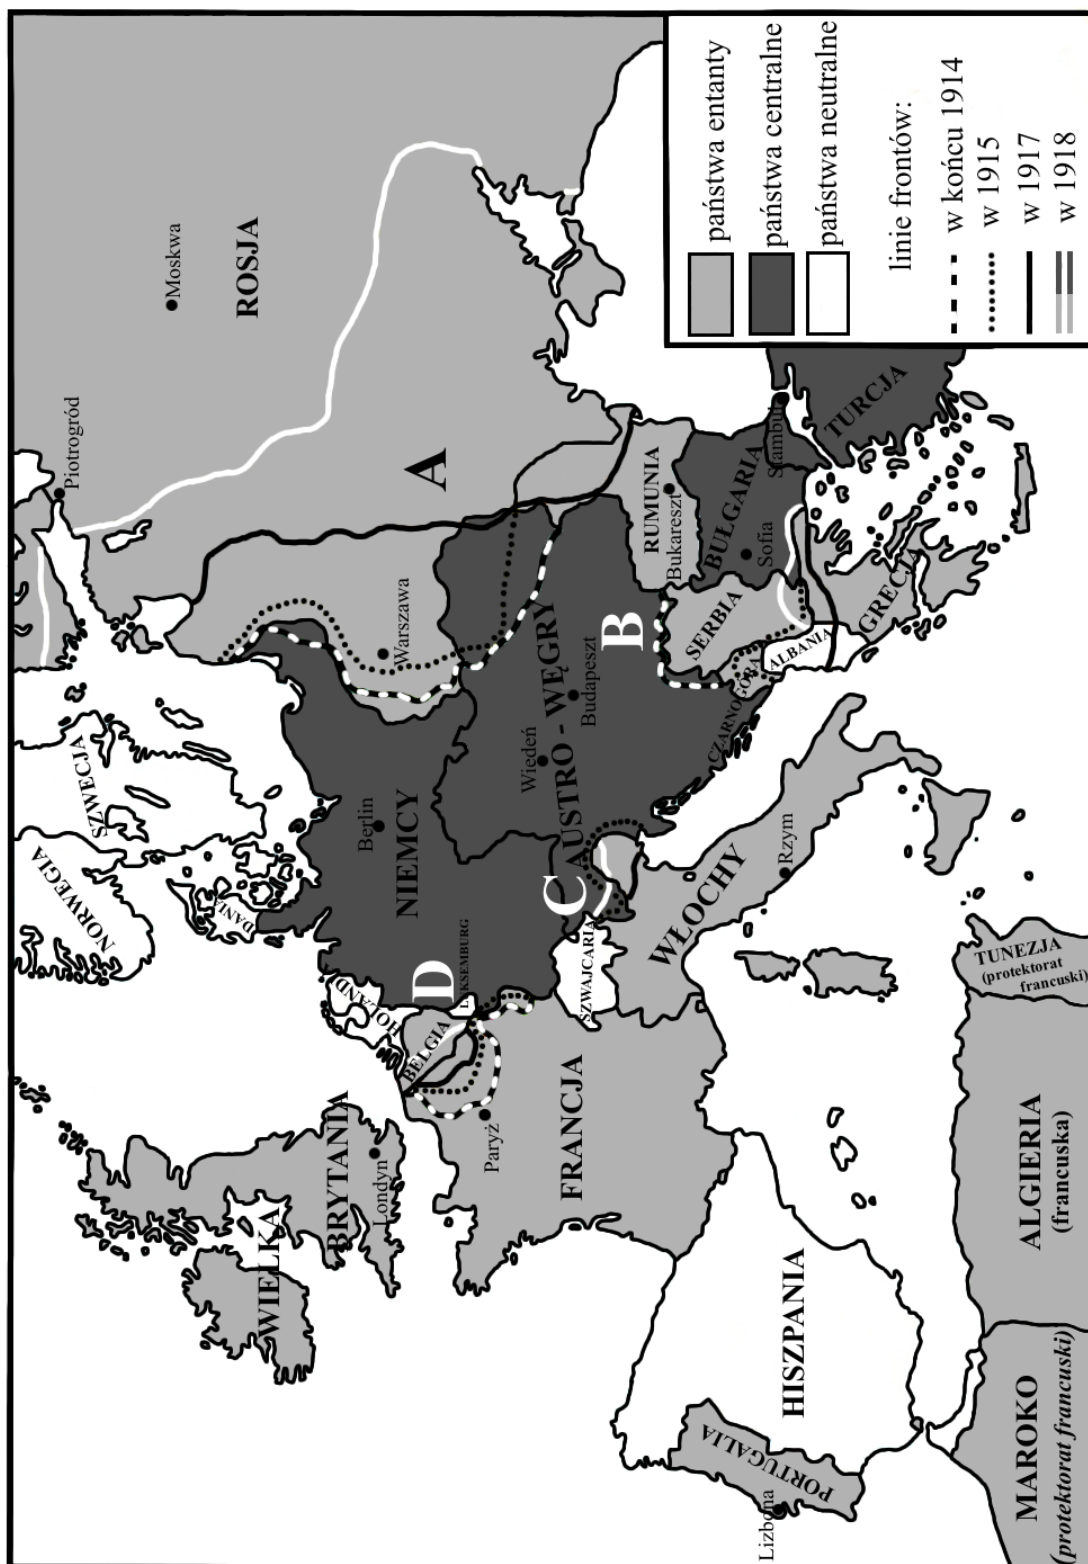 NORWEGIA
SZWECJA
DANIA
Piotrogród
Moskwa
ROSJA
A
WIELKA
BRYTANIA
Londyn
HOLANDIA
BELGIA
D
LUKSEMBURG
NIEMCY
Berlin
Warszawa
Paryż
FRANCJA
SZWAJCARIA
C
AUSTRO - WĘGRY
Wiedeń
Budapeszt
B
RUMUNIA
Bukareszt
SERBIA
CZARNOGÓRA
ALBANIA
BUŁGARIA
Sofia
Stambuł
TURCJA
GRECJA
WŁOCHY
Rzym
HISZPANIA
PORTUGALIA
Lizbona
MAROKO
(protektorat francuski)
ALGIERIA
(francuska)
TUNEZJA
(protektorat
francuski)
państwa entanty
państwa centralne
państwa neutralne
linie frontów:
w końcu 1914
w 1915
w 1917
w 1918